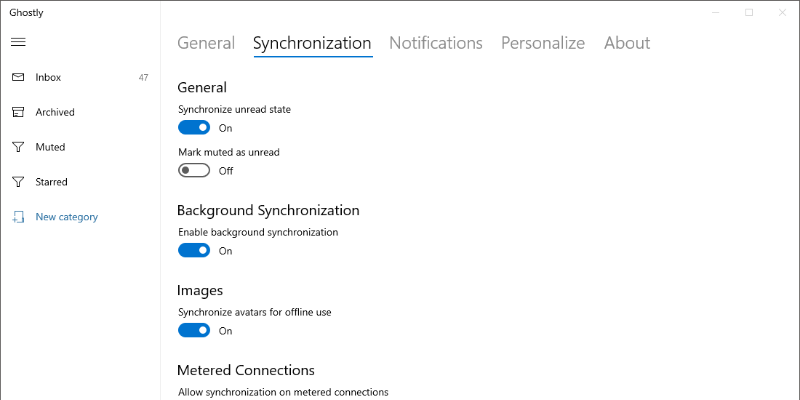 Ghostly
General Synchronization Notifications Personalize About
Inbox 47
Archived
Muted
Starred
New category
General
Synchronize unread state
On
Mark muted as unread
Off
Background Synchronization
Enable background synchronization
On
Images
Synchronize avatars for offline use
On
Metered Connections
Allow synchronization on metered connections